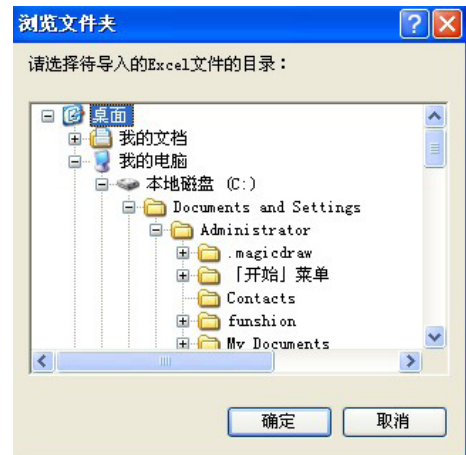 浏览文件夹
请选择待导入的Excel文件的目录：
桌面
我的文档
我的电脑
本地磁盘 (C:)
Documents and Settings
Administrator
.magicdraw
「开始」菜单
Contacts
funshion
My Documents
确定
取消